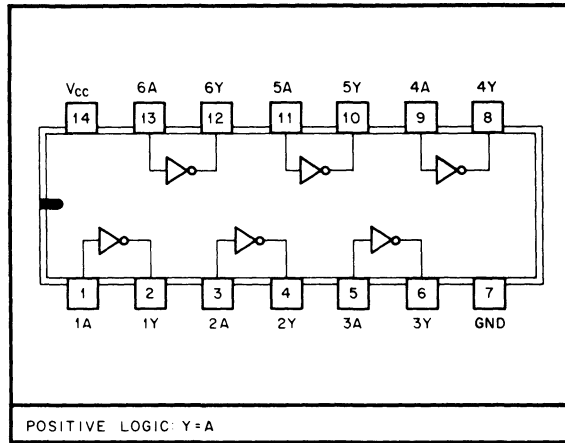 Vcc 6A 6Y 5A 5Y 4A 4Y
14 13 12 11 10 9 8
1 2 3 4 5 6 7
1A 1Y 2A 2Y 3A 3Y GND
POSITIVE LOGIC: Y=A